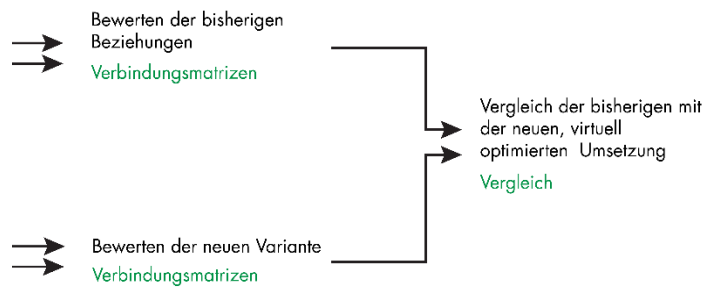 Bewerten der bisherigen
Beziehungen
Verbindungsmatrizen
Vergleich der bisherigen mit
der neuen, virtuell
optimierten Umsetzung
Vergleich
Bewerten der neuen Variante
Verbindungsmatrizen